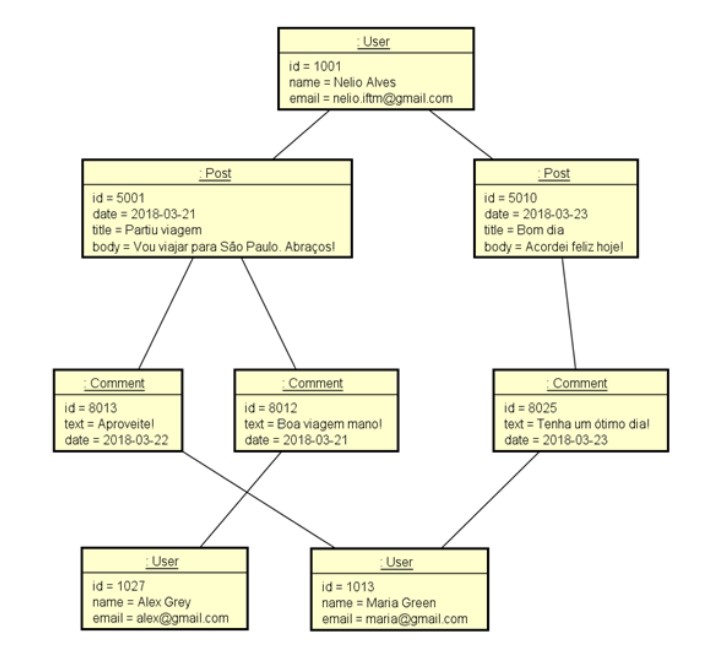 : User
id = 1001
name = Nelio Alves
email = nelio.iftm@gmail.com
: Post
id = 5001
date = 2018-03-21
title = Partiu viagem
body = Vou viajar para São Paulo. Abraços!
: Post
id = 5010
date = 2018-03-23
title = Bom dia
body = Acordei feliz hoje!
: Comment
id = 8013
text = Aproveite!
date = 2018-03-22
: Comment
id = 8012
text = Boa viagem mano!
date = 2018-03-21
: Comment
id = 8025
text = Tenha um ótimo dia!
date = 2018-03-23
: User
id = 1027
name = Alex Grey
email = alex@gmail.com
: User
id = 1013
name = Maria Green
email = maria@gmail.com